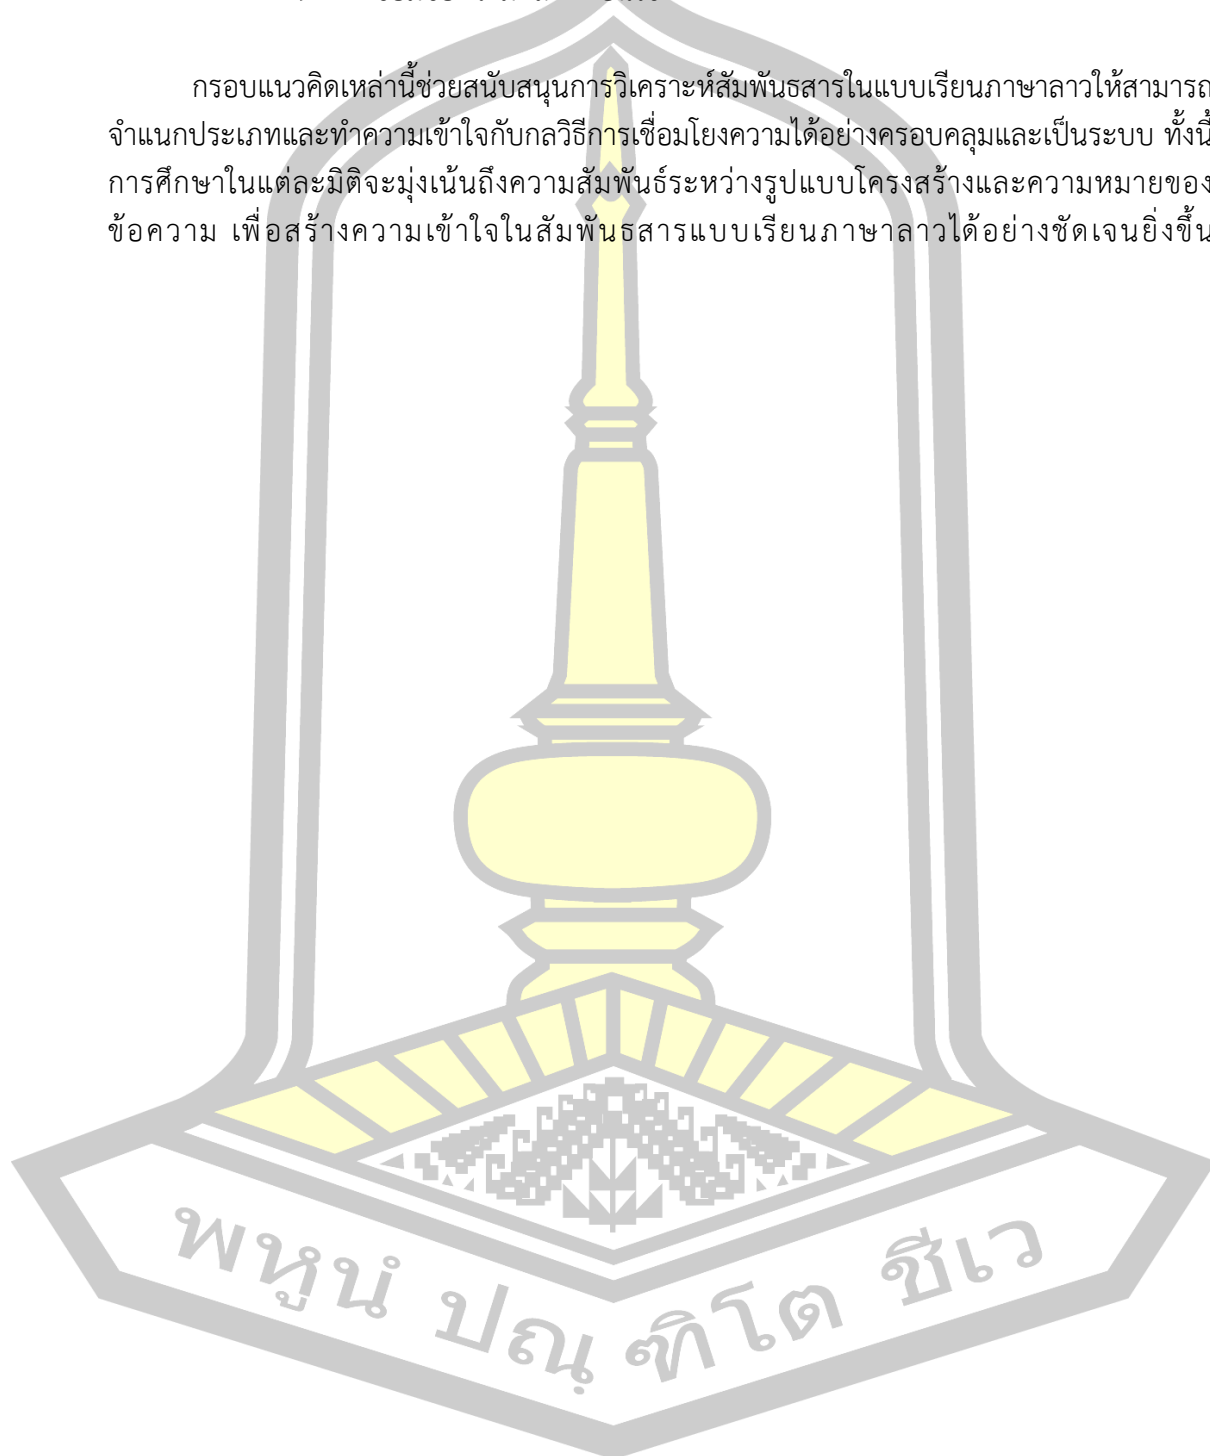 กรอบแนวคิดเหล่านี้ช่วยสนับสนุนการวิเคราะห์สัมพันธสารในแบบเรียนภาษาลาวให้สามารถ
จำแนกประเภทและทำความเข้าใจกับกลวิธีการเชื่อมโยงความได้อย่างครอบคลุมและเป็นระบบ ทั้งนี้
การศึกษาในแต่ละมิติจะมุ่งเน้นถึงความสัมพันธ์ระหว่างรูปแบบโครงสร้างและความหมายของ
ข้อความ เพื่อสร้างความเข้าใจในสัมพันธสารแบบเรียนภาษาลาวได้อย่างชัดเจนยิ่งขึ้น
พหูนํ ปณฺฑิโต ชีเว